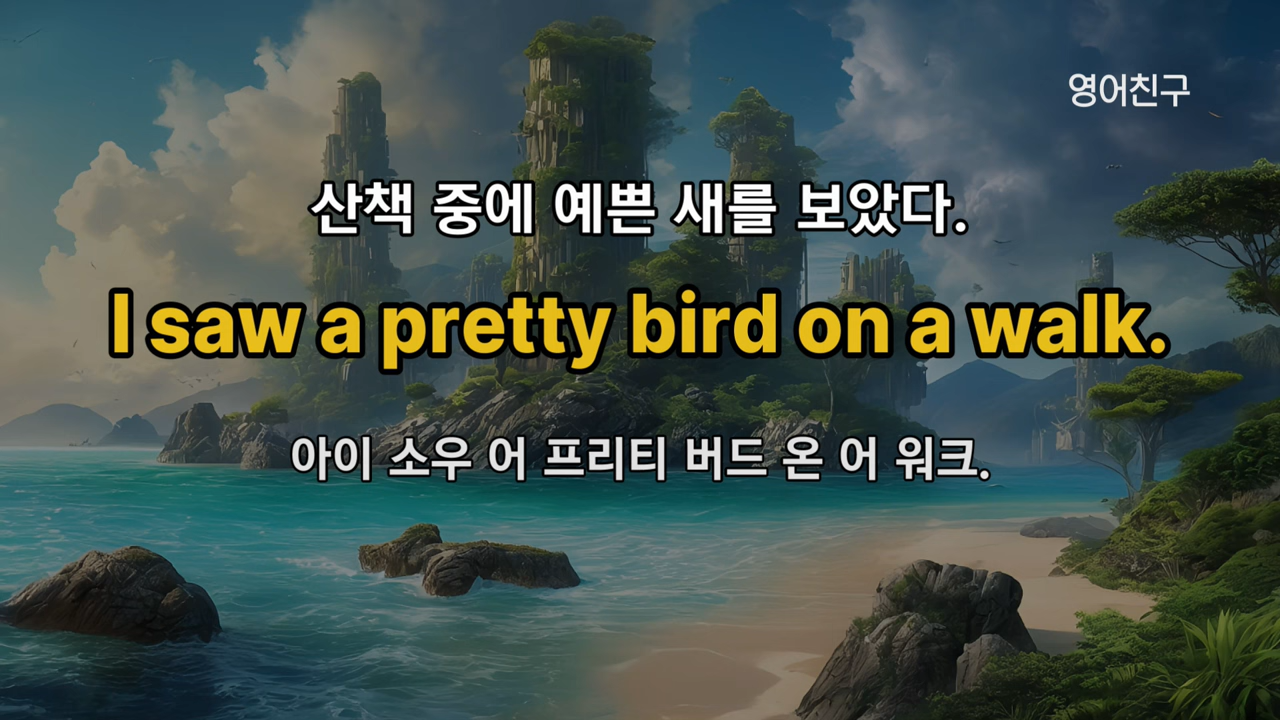 영어친구
산책 중에 예쁜 새를 보았다.
I saw a pretty bird on a walk.
아이 소우 어 프리티 버드 온 어 워크.